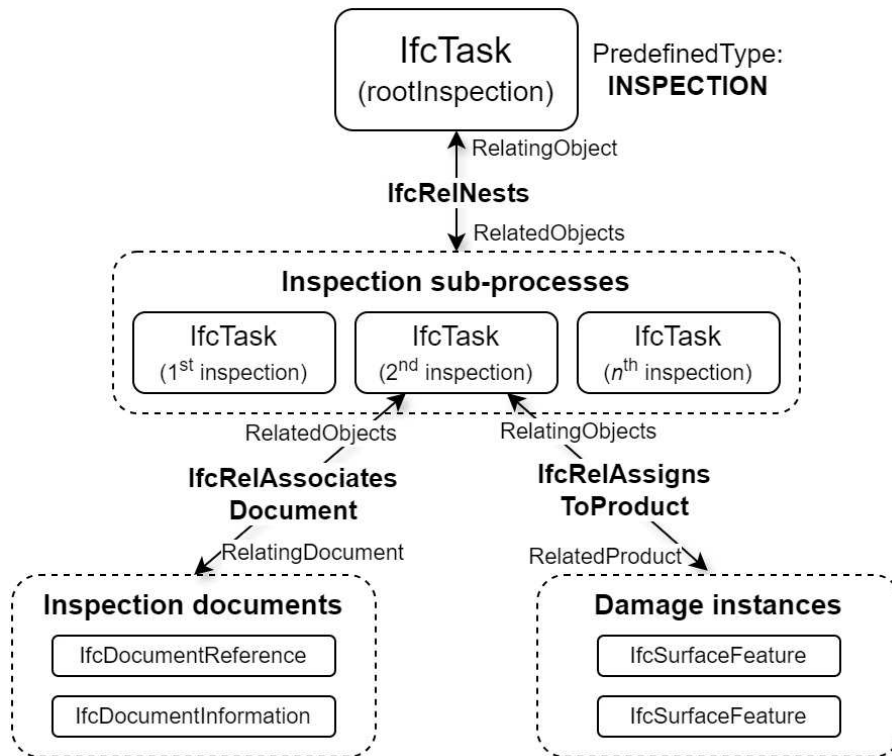 IfcTask
(rootInspection)
PredefinedType:
INSPECTION
RelatingObject
IfcRelNests
RelatedObjects
Inspection sub-processes
IfcTask
(1st inspection)
IfcTask
(2nd inspection)
IfcTask
(nth inspection)
RelatedObjects
RelatingObjects
IfcRelAssociates
Document
IfcRelAssigns
ToProduct
RelatingDocument
RelatedProduct
Inspection documents
IfcDocumentReference
IfcDocumentInformation
Damage instances
IfcSurfaceFeature
IfcSurfaceFeature